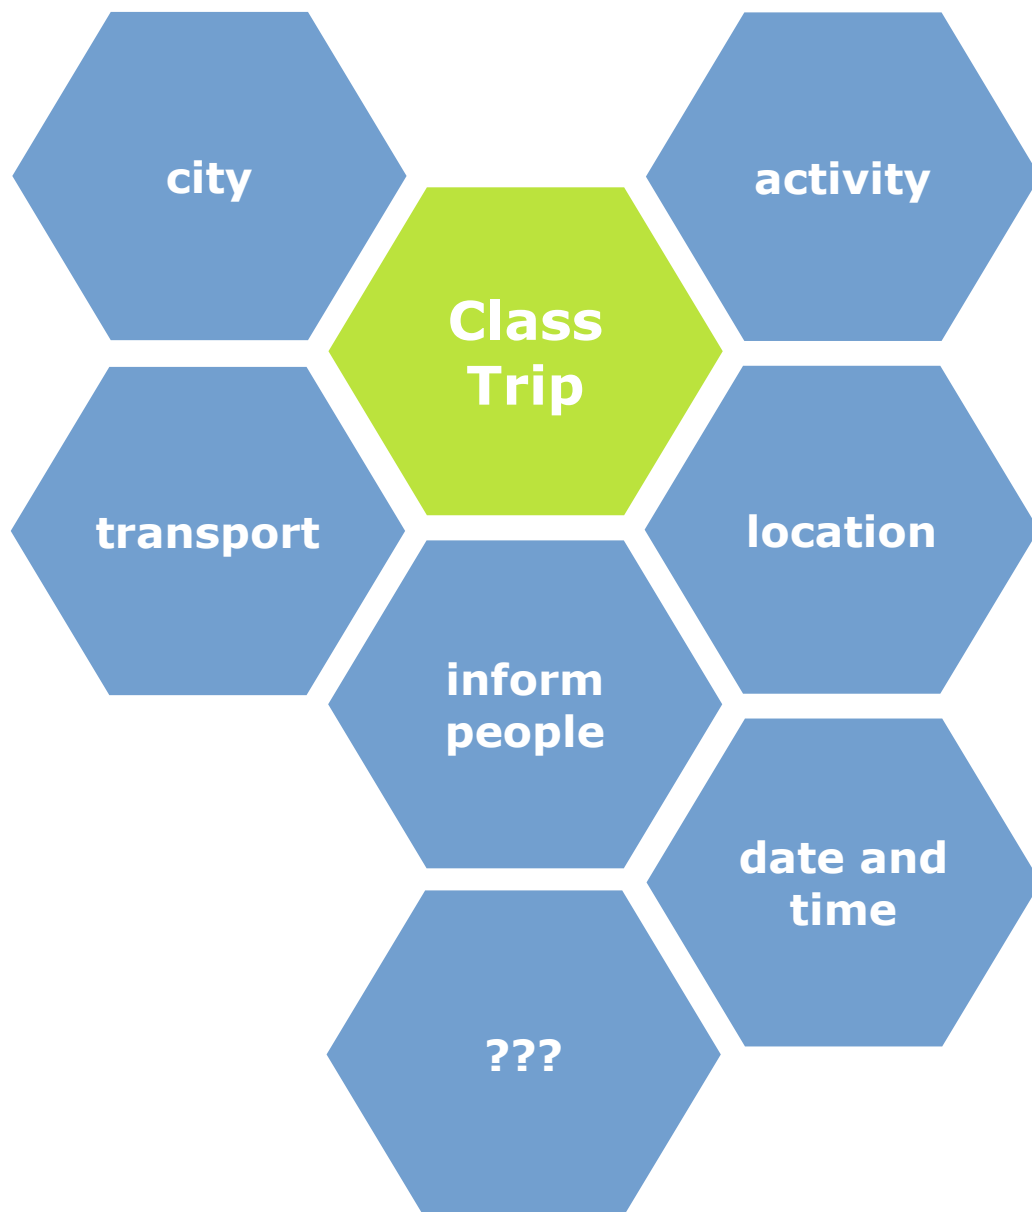 city
activity
Class
Trip
transport
location
inform
people
date and
time
???